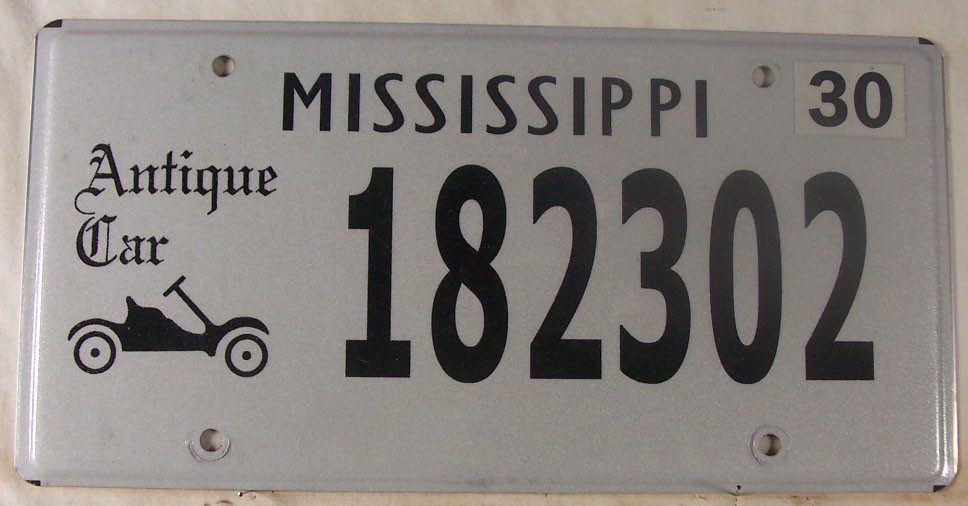 MISSISSIPPI
30
Antique
Car
182302